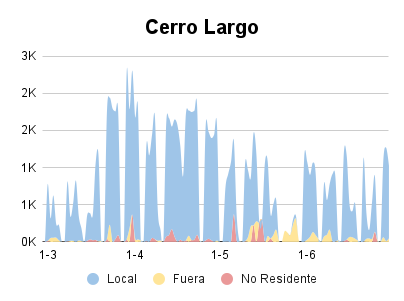 Cerro Largo
3K
2K
2K
1K
1K
0K
1-3 1-4 1-5 1-6
Local Fuera No Residente